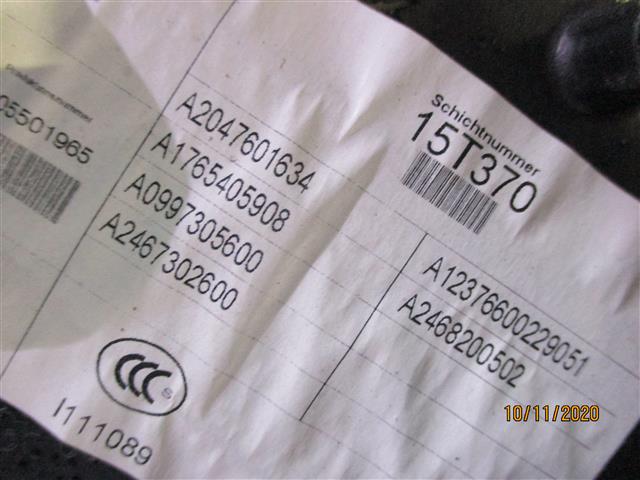 Schichtnummer
15T370
05501965
A2047601634
A1765405908
A0997305600
A2467302600
A12376600229051
A2468200502
CCC
S
I111089
10/11/2020